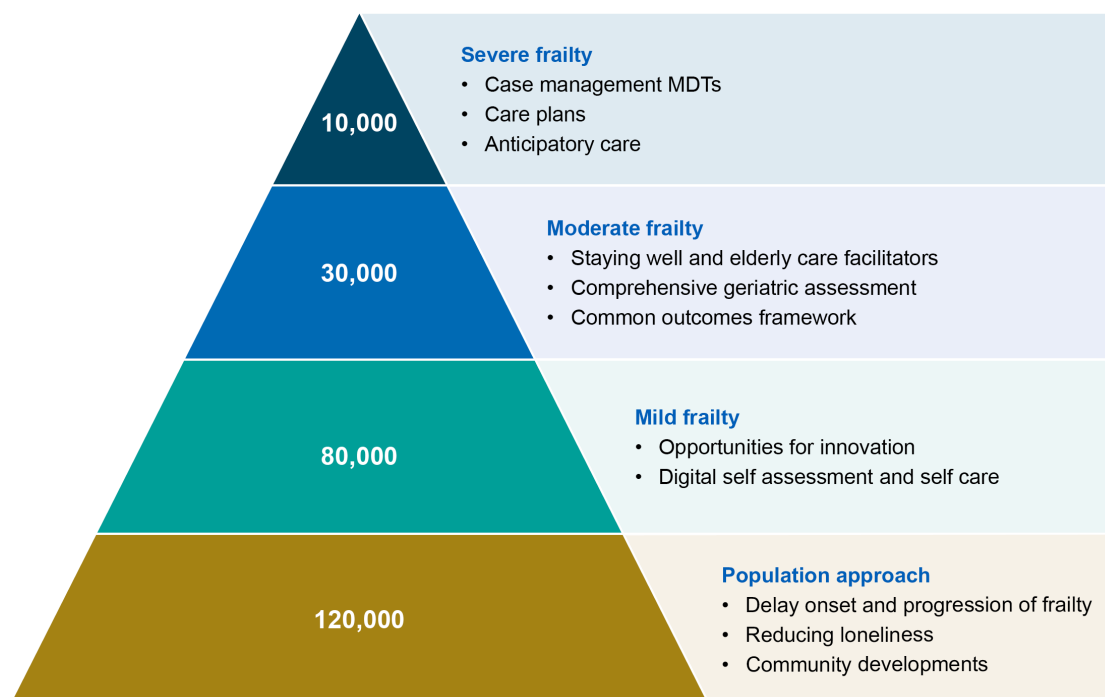 10,000
Severe frailty
• Case management MDTs
• Care plans
• Anticipatory care
30,000
Moderate frailty
• Staying well and elderly care facilitators
• Comprehensive geriatric assessment
• Common outcomes framework
80,000
Mild frailty
• Opportunities for innovation
• Digital self assessment and self care
120,000
Population approach
• Delay onset and progression of frailty
• Reducing loneliness
• Community developments